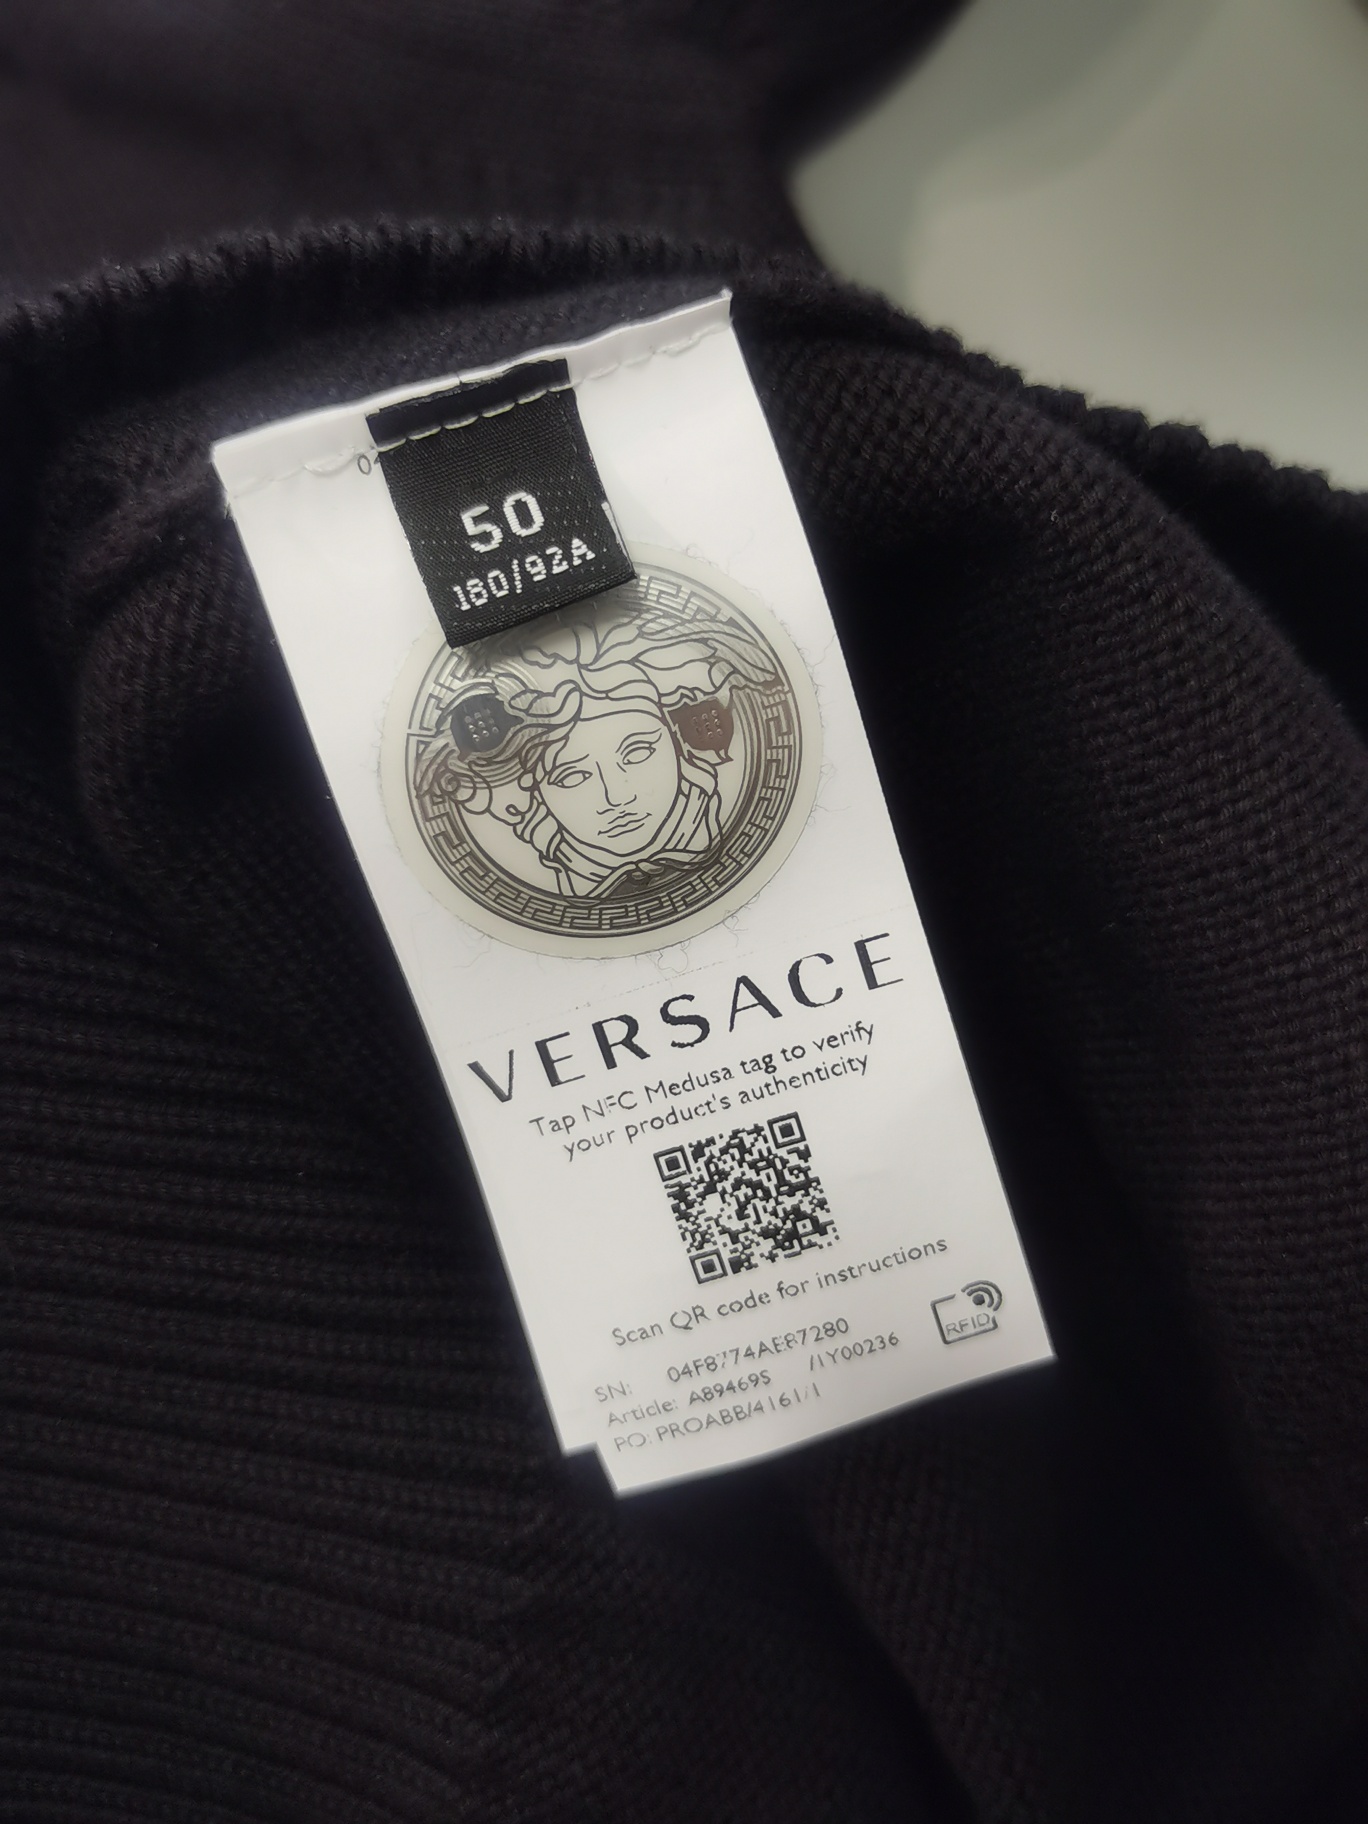 50
180/92A
VERSACE
Tap NFC Medusa tag to verify
your product's authenticity
Scan QR code for instructions
RFID
SN: 04F8774AE87280
Article: A89469S /1Y00236
PO: PROABB/4161/1